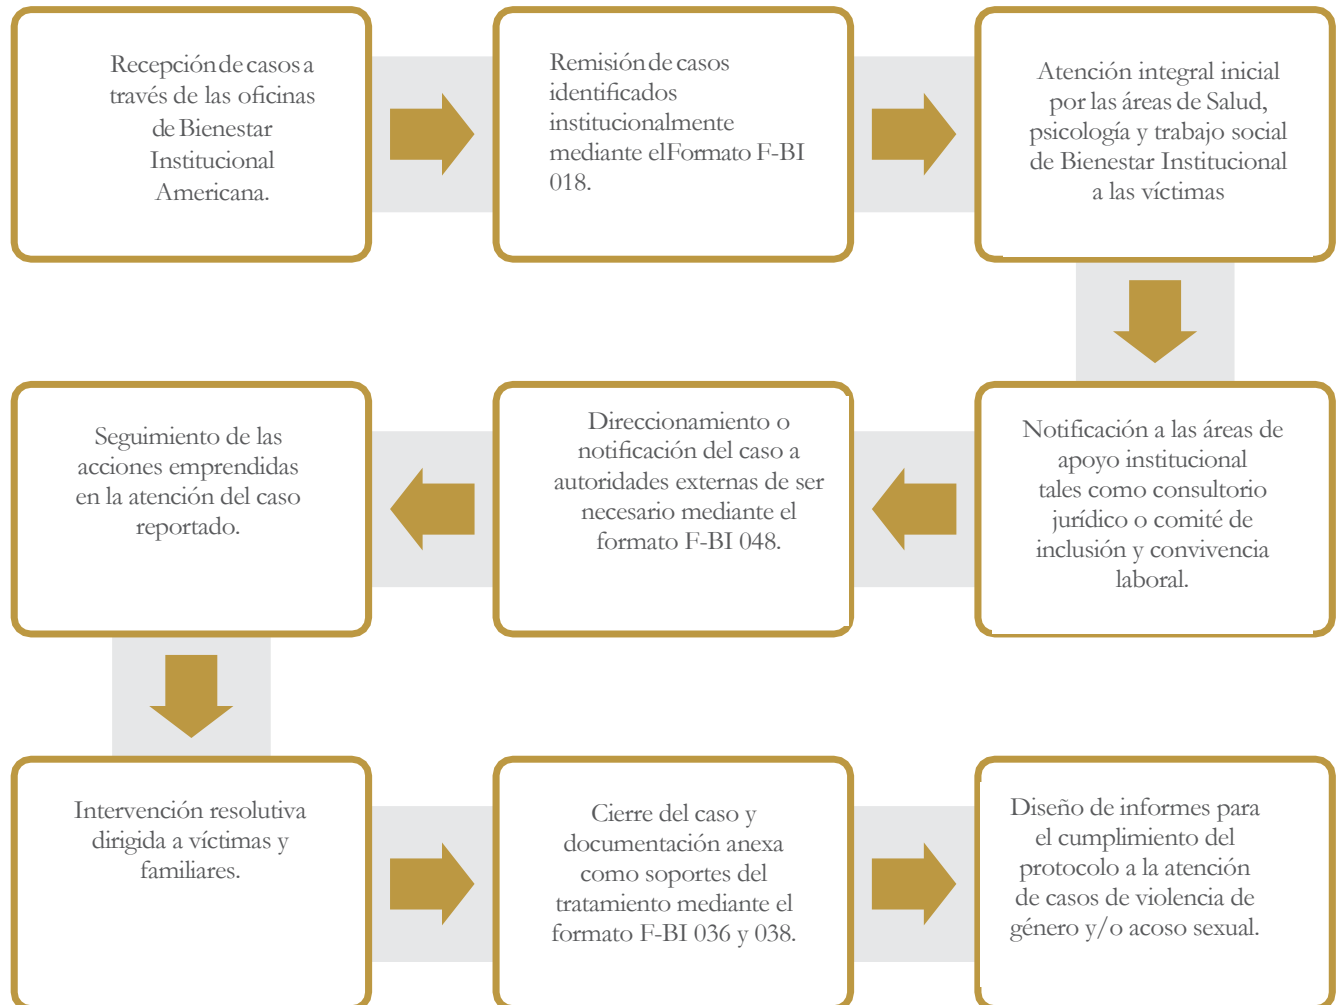 Recepción de casos a
través de las oficinas
de Bienestar
Institucional
Americana.
Remisión de casos
identificados
institucionalmente
mediante elFormato F-BI
018.
Atención integral inicial
por las áreas de Salud,
psicología y trabajo social
de Bienestar Institucional
a las víctimas
Notificación a las áreas de
apoyo institucional
tales como consultorio
jurídico o comité de
inclusión y convivencia
laboral.
Direccionamiento o
notificación del caso a
autoridades externas de ser
necesario mediante el
formato F-BI 048.
Seguimiento de las
acciones emprendidas
en la atención del caso
reportado.
Intervención resolutiva
dirigida a víctimas y
familiares.
Cierre del caso y
documentación anexa
como soportes del
tratamiento mediante el
formato F-BI 036 y 038.
Diseño de informes para
el cumplimiento del
protocolo a la atención
de casos de violencia de
género y/o acoso sexual.